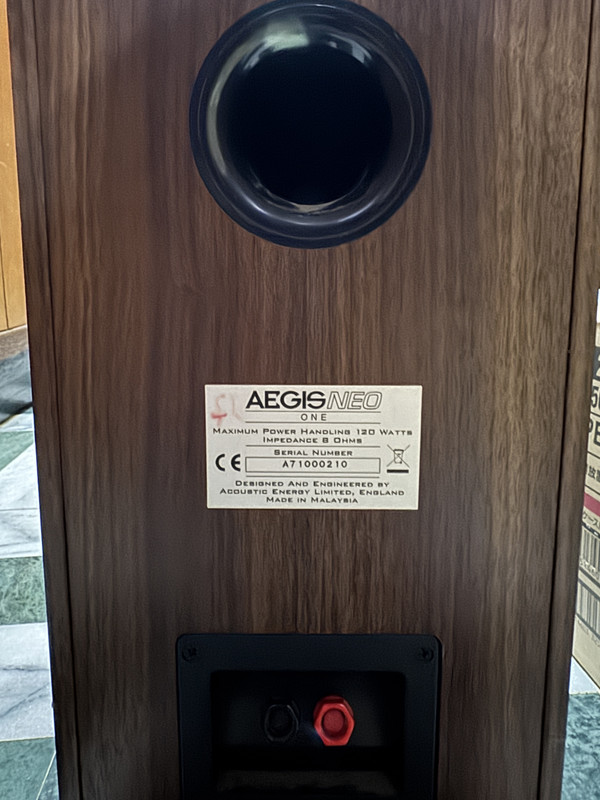 AEGIS NEO
ONE
MAXIMUM POWER HANDLING 120 WATTS
IMPEDANCE 8 OHMS
SERIAL NUMBER
CE
A71000210
DESIGNED AND ENGINEERED BY
ACOUSTIC ENERGY LIMITED, ENGLAND
MADE IN MALAYSIA